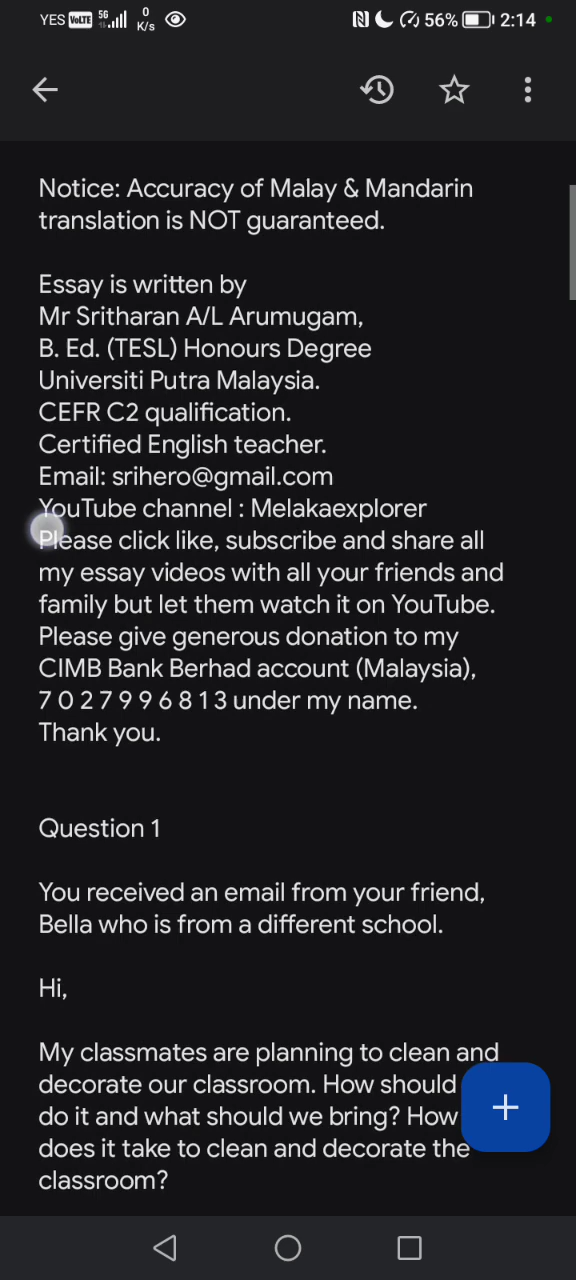 YES VoLTE 5G 0 K/s 56% 2:14
Notice: Accuracy of Malay & Mandarin
translation is NOT guaranteed.
Essay is written by
Mr Sritharan A/L Arumugam,
B. Ed. (TESL) Honours Degree
Universiti Putra Malaysia.
CEFR C2 qualification.
Certified English teacher.
Email: srihero@gmail.com
YouTube channel : Melakaexplorer
Please click like, subscribe and share all
my essay videos with all your friends and
family but let them watch it on YouTube.
Please give generous donation to my
CIMB Bank Berhad account (Malaysia),
7 0 2 7 9 9 6 8 1 3 under my name.
Thank you.
Question 1
You received an email from your friend,
Bella who is from a different school.
Hi,
My classmates are planning to clean and
decorate our classroom. How should
do it and what should we bring? How
does it take to clean and decorate the
classroom?